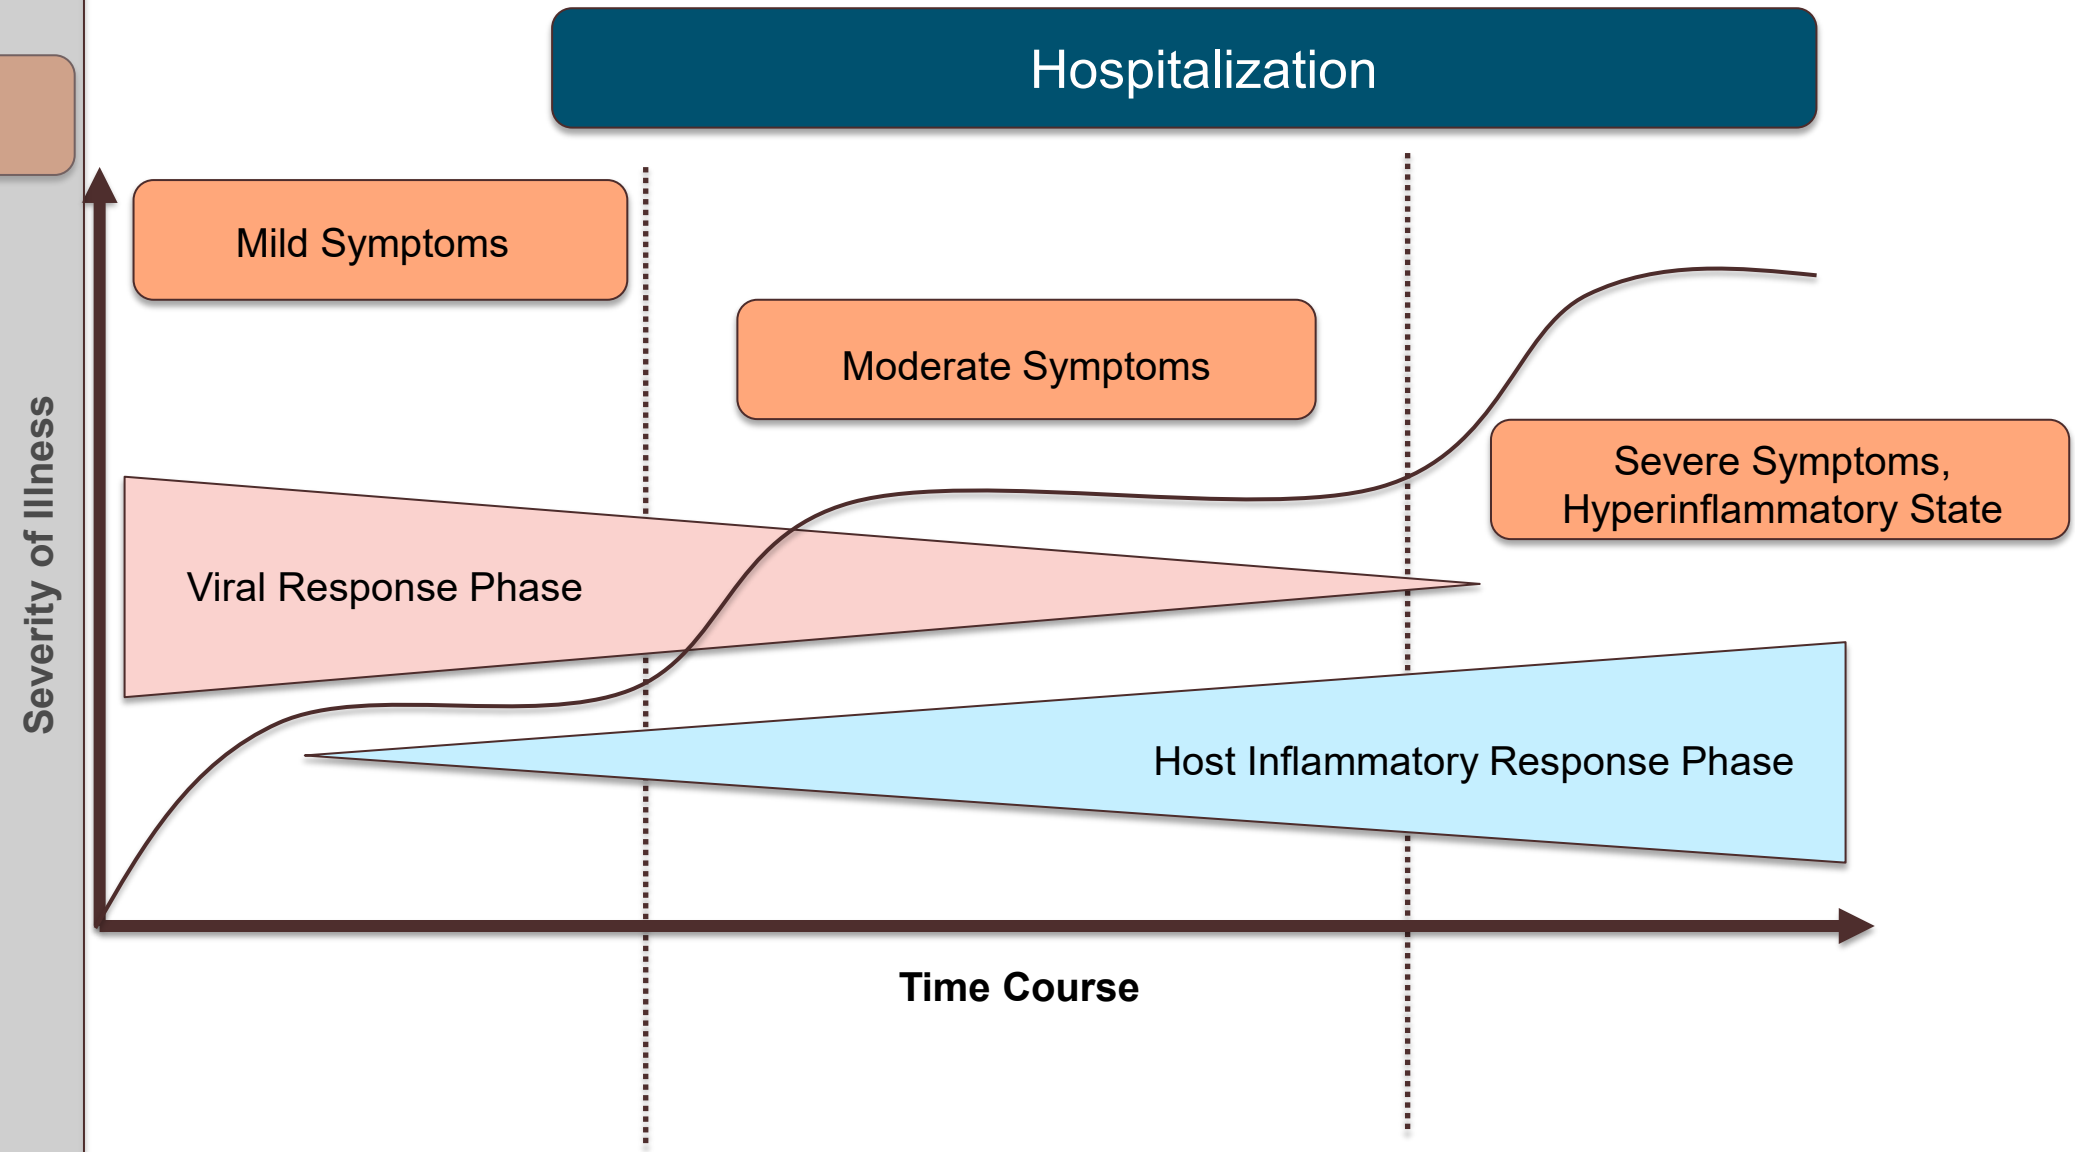 Hospitalization
Mild Symptoms
Moderate Symptoms
Severe Symptoms,
Hyperinflammatory State
Severity of Illness
Viral Response Phase
Host Inflammatory Response Phase
Time Course